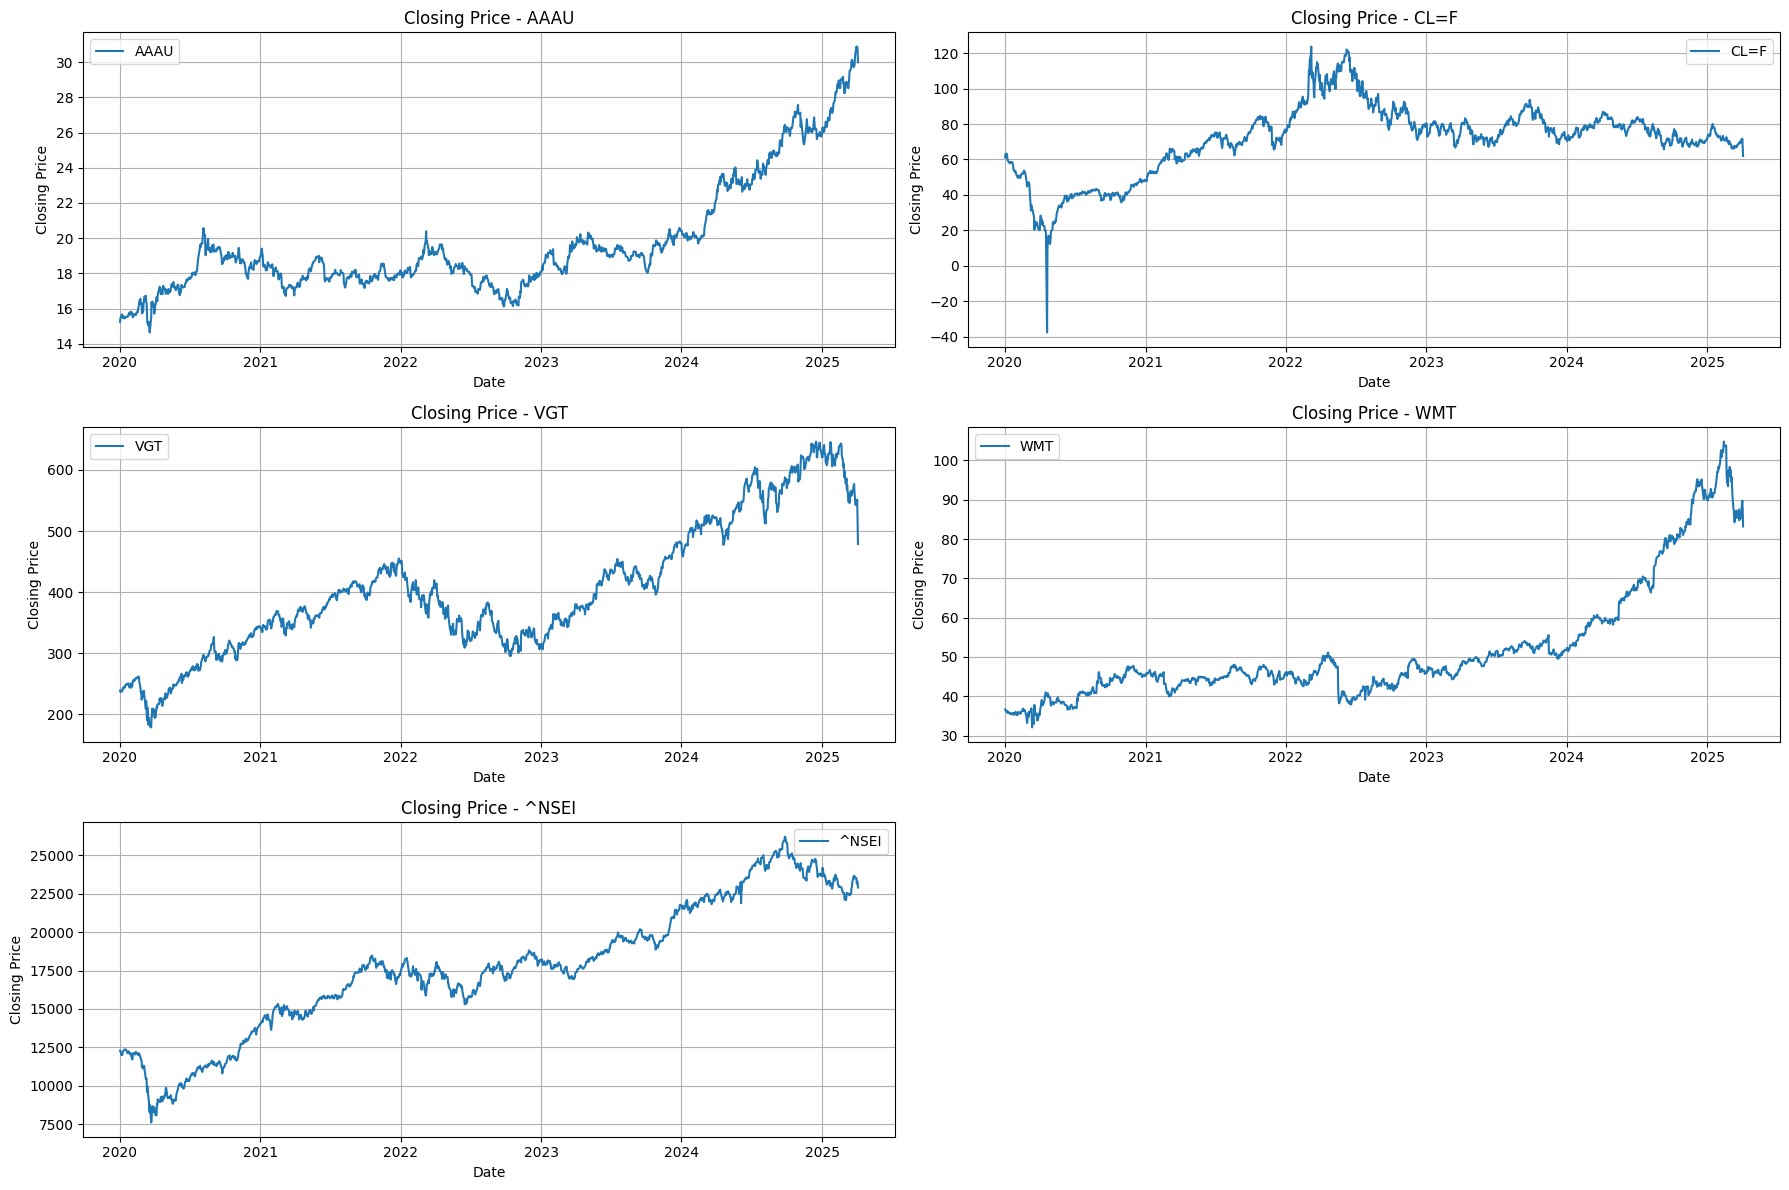 Closing Price - AAAU
AAAU
30
28
26
24
22
20
18
16
14
Closing Price
2020 2021 2022 2023 2024 2025
Date
Closing Price - CL=F
CL=F
120
100
80
60
40
20
0
−20
−40
Closing Price
2020 2021 2022 2023 2024 2025
Date
Closing Price - VGT
VGT
600
500
400
300
200
Closing Price
2020 2021 2022 2023 2024 2025
Date
Closing Price - WMT
WMT
100
90
80
70
60
50
40
30
Closing Price
2020 2021 2022 2023 2024 2025
Date
Closing Price - ^NSEI
^NSEI
25000
22500
20000
17500
15000
12500
10000
7500
Closing Price
2020 2021 2022 2023 2024 2025
Date